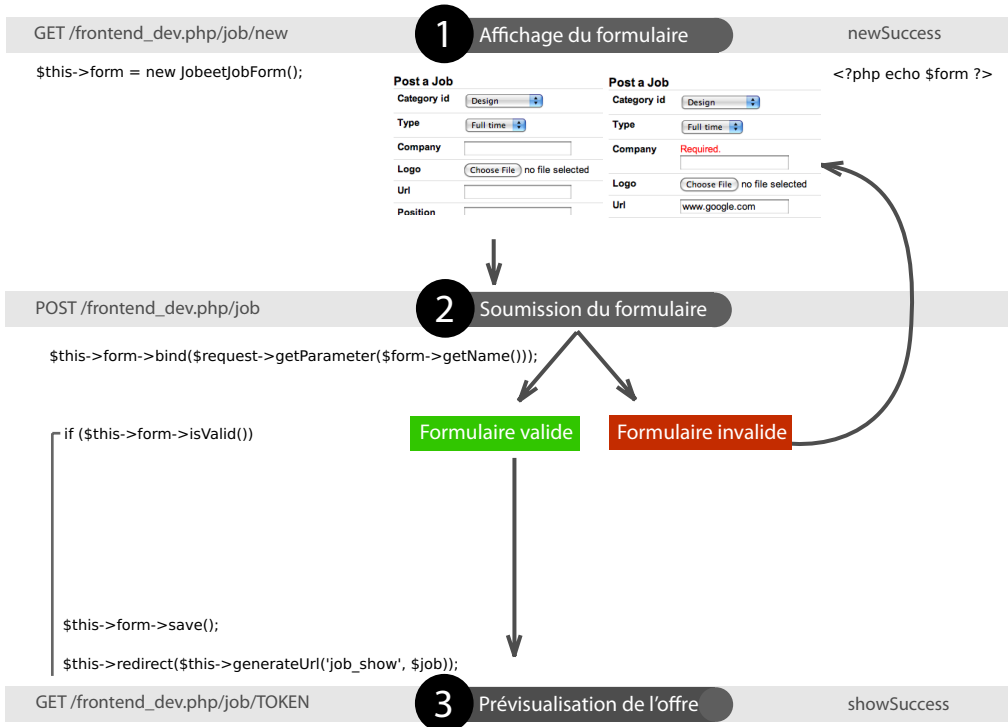 GET /frontend_dev.php/job/new
1 Affichage du formulaire
newSuccess
$this->form = new JobeetJobForm();
<?php echo $form ?>
Post a Job
Category id Design
Type Full time
Company
Logo Choose File no file selected
Url
Position
Post a Job
Category id Design
Type Full time
Company Required.
Logo Choose File no file selected
Url www.google.com
POST /frontend_dev.php/job
2 Soumission du formulaire
$this->form->bind($request->getParameter($form->getName()));
if ($this->form->isValid())
Formulaire valide
Formulaire invalide
$this->form->save();
$this->redirect($this->generateUrl('job_show', $job));
GET /frontend_dev.php/job/TOKEN
3 Prévisualisation de l’offre
showSuccess